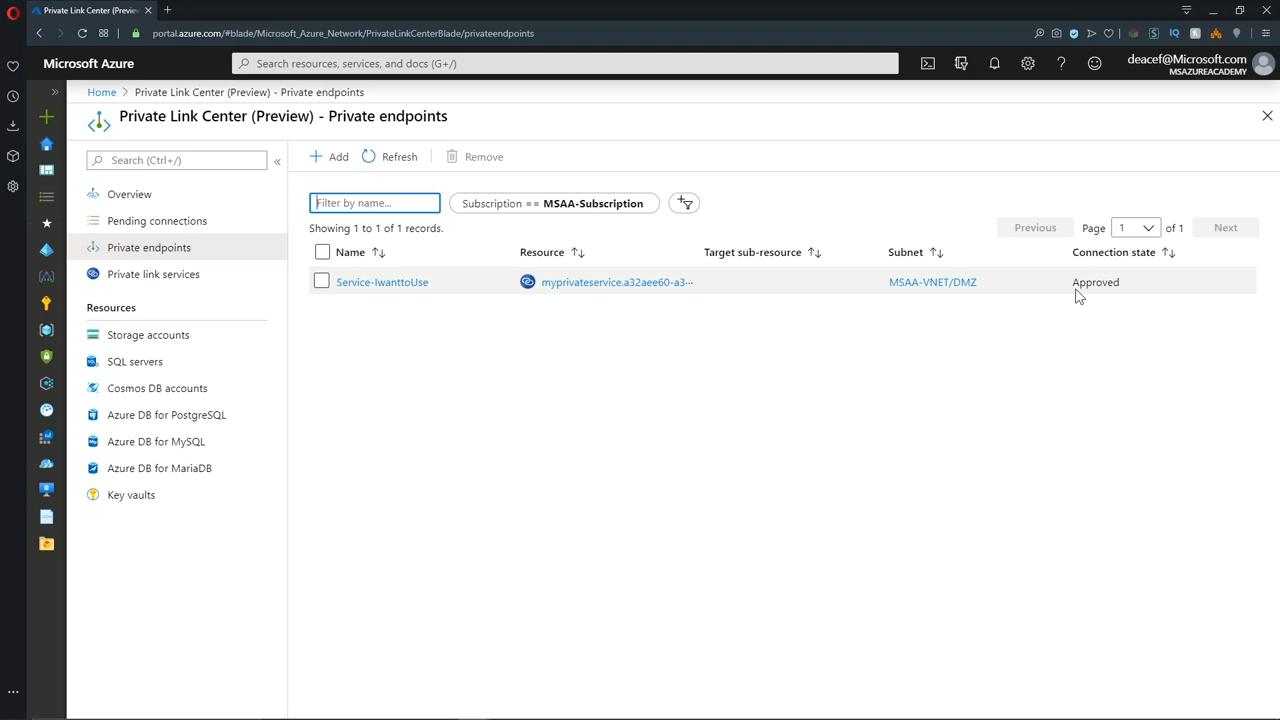 Private Link Center (Previe
portal.azure.com/#blade/Microsoft_Azure_Network/PrivateLinkCenterBlade/privateendpoints
Microsoft Azure
Search resources, services, and docs (G+/)
deacef@Microsoft.com
MSAZUREACADEMY
Home > Private Link Center (Preview) - Private endpoints
Private Link Center (Preview) - Private endpoints
Search (Ctrl+/)
Overview
Pending connections
Private endpoints
Private link services
Resources
Storage accounts
SQL servers
Cosmos DB accounts
Azure DB for PostgreSQL
Azure DB for MySQL
Azure DB for MariaDB
Key vaults
Add Refresh Remove
Filter by name... Subscription == MSAA-Subscription
Showing 1 to 1 of 1 records. Previous Page 1 of 1 Next
Name Resource Target sub-resource Subnet Connection state
Service-IwanttoUse myprivateservice.a32aee60-a3··· MSAA-VNET/DMZ Approved